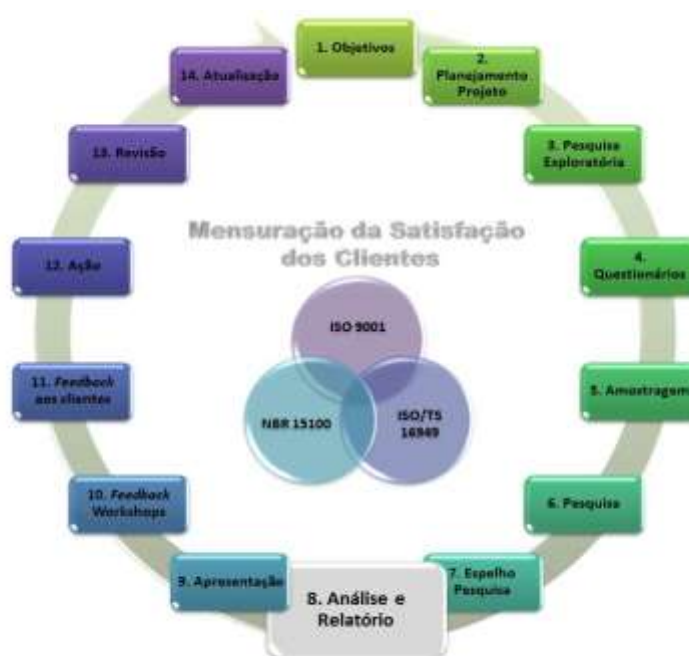 1. Objetivos
2.
Planejamento
Projeto
3. Pesquisa
Exploratória
4.
Questionários
5. Amostragem
6. Pesquisa
7. Espelho
Pesquisa
8. Análise e
Relatório
9. Apresentação
10. Feedback
Workshops
11. Feedback
aos clientes
12. Ação
13. Revisão
14. Atualização
Mensuração da Satisfação
dos Clientes
ISO 9001
NBR 15100
ISO/TS
16949